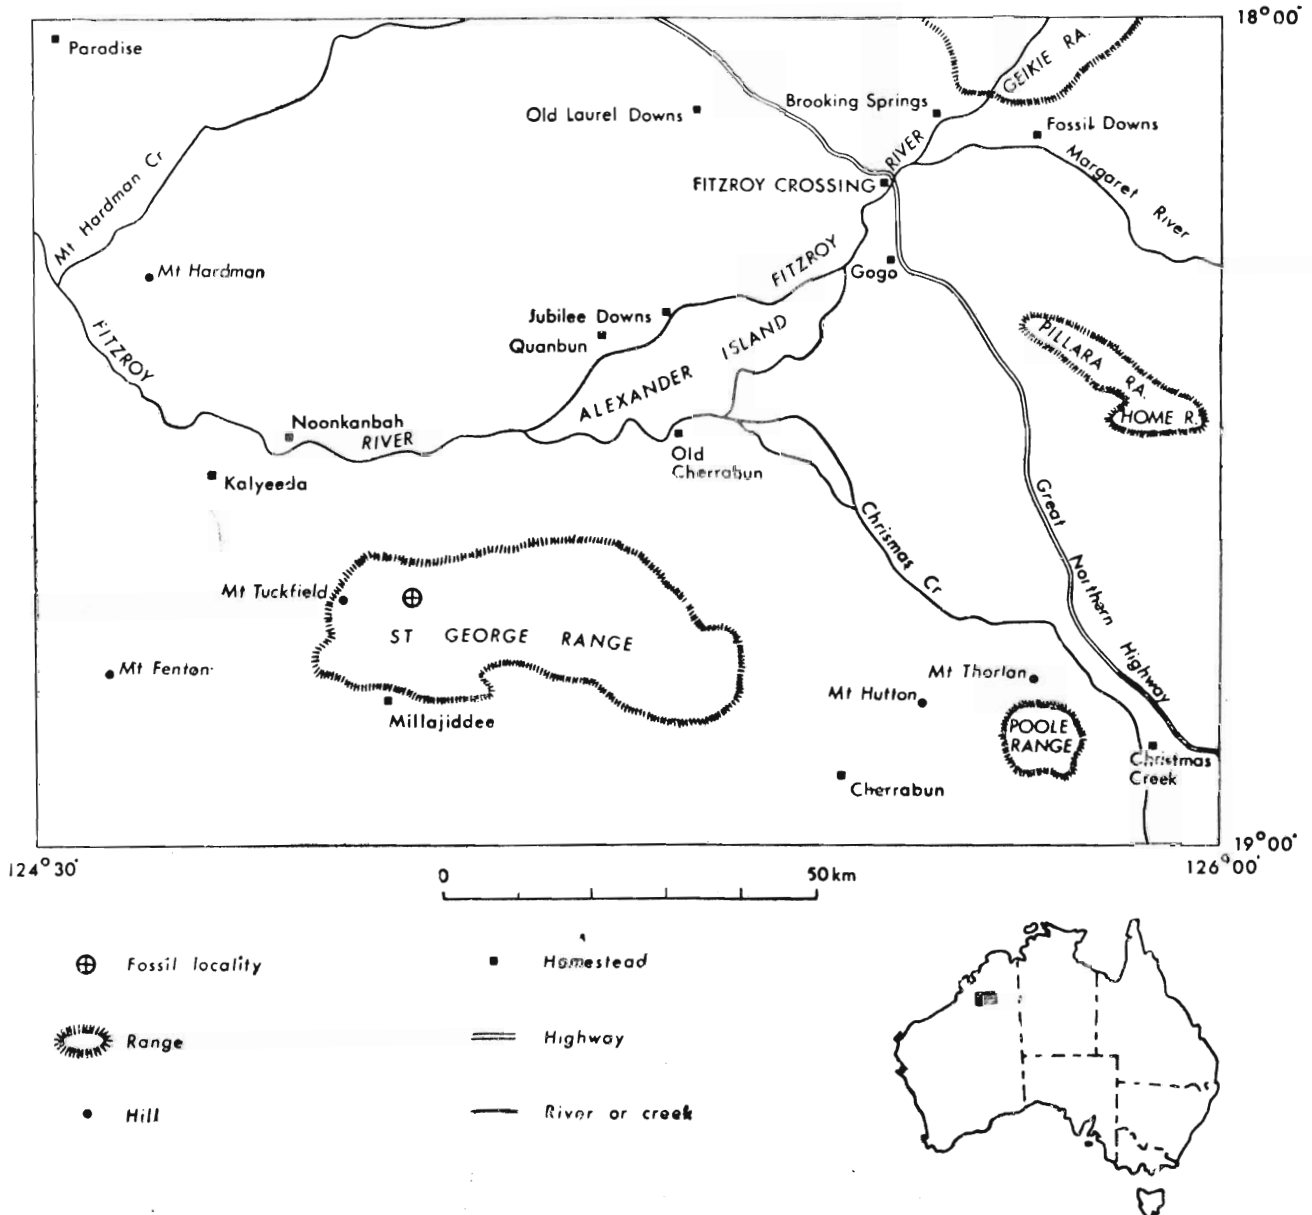 18°00'
Paradise
GEIKIE RA.
Brooking Springs
Old Laurel Downs
Fossil Downs
RIVER
Margaret River
FITZROY CROSSING
Mt Hardman Cr
Mt Hardman
FITZROY
Gogo
Jubilee Downs
Quanbun
ALEXANDER ISLAND
PILLARA RA.
HOME R.
FITZROY
Noonkanbah
RIVER
Old
Cherrabun
Kalyeeda
Great Northern Highway
Chrismas Cr
Mt Tuckfield
ST GEORGE RANGE
Mt Fenton
Mt Thorlan
Mt Hutton
Millajiddee
POOLE
RANGE
Christmas
Creek
Cherrabun
19°00'
124°30'
126°00'
0 50km
Fossil locality
Homestead
Range
Highway
Hill
River or creek